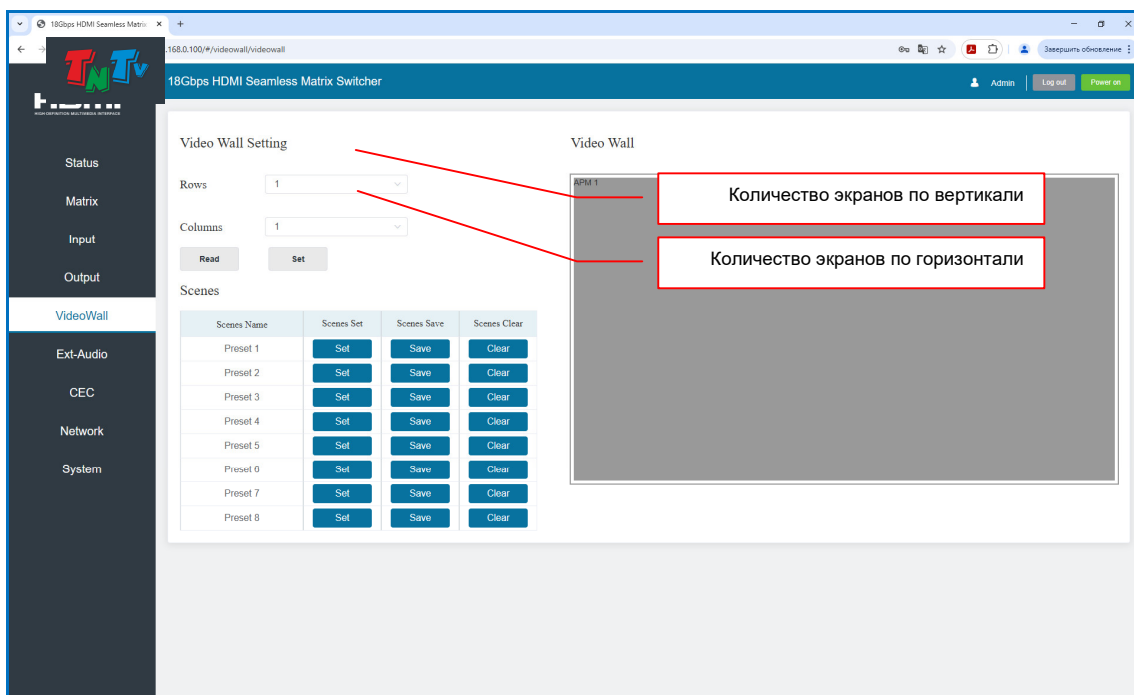 18Gbps HDMI Seamless Matrix
.168.0.100/#/videowall/videowall
Завершить обновление
TNTv
HDMI
HIGH-DEFINITION MULTIMEDIA INTERFACE
18Gbps HDMI Seamless Matrix Switcher
Admin
Log out
Power on
Status
Matrix
Input
Output
VideoWall
Ext-Audio
CEC
Network
System
Video Wall Setting
Rows 1
Columns 1
Read Set
Scenes
Scenes Name Scenes Set Scenes Save Scenes Clear
Preset 1 Set Save Clear
Preset 2 Set Save Clear
Preset 3 Set Save Clear
Preset 4 Set Save Clear
Preset 5 Set Save Clear
Preset 6 Set Save Clear
Preset 7 Set Save Clear
Preset 8 Set Save Clear
Video Wall
АРМ 1
Количество экранов по вертикали
Количество экранов по горизонтали